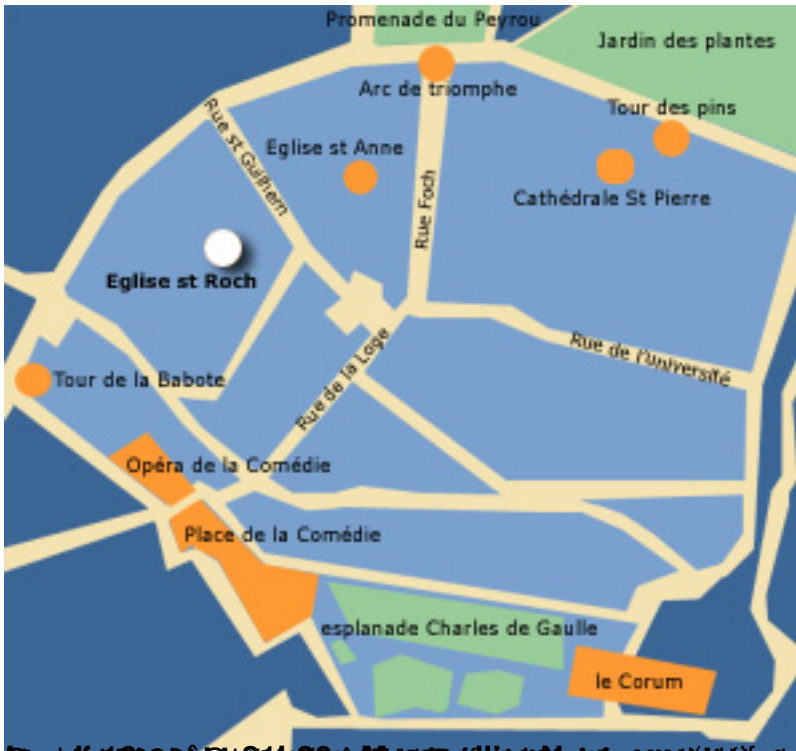 Promenade du Peyrou
Jardin des plantes
Arc de triomphe
Tour des pins
Rue st Guilhem
Eglise st Anne
Rue Foch
Cathédrale St Pierre
Eglise st Roch
Rue de la Loge
Rue de l'université
Tour de la Babote
Opéra de la Comédie
Place de la Comédie
esplanade Charles de Gaulle
le Corum